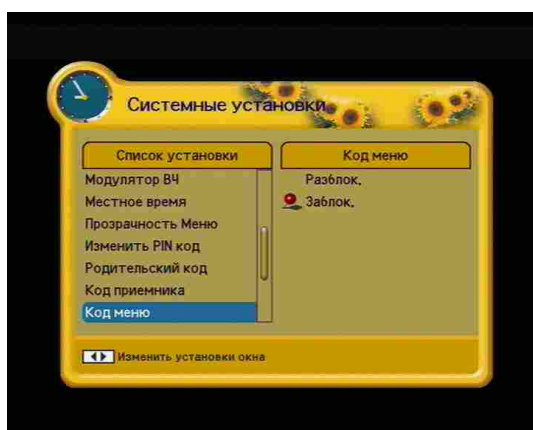 Системные установки
Список установки
Код меню
Модулятор ВЧ
Местное время
Прозрачность Меню
Изменить PIN код
Родительский код
Код приемника
Код меню
Разблок.
Заблок.
Изменить установки окна